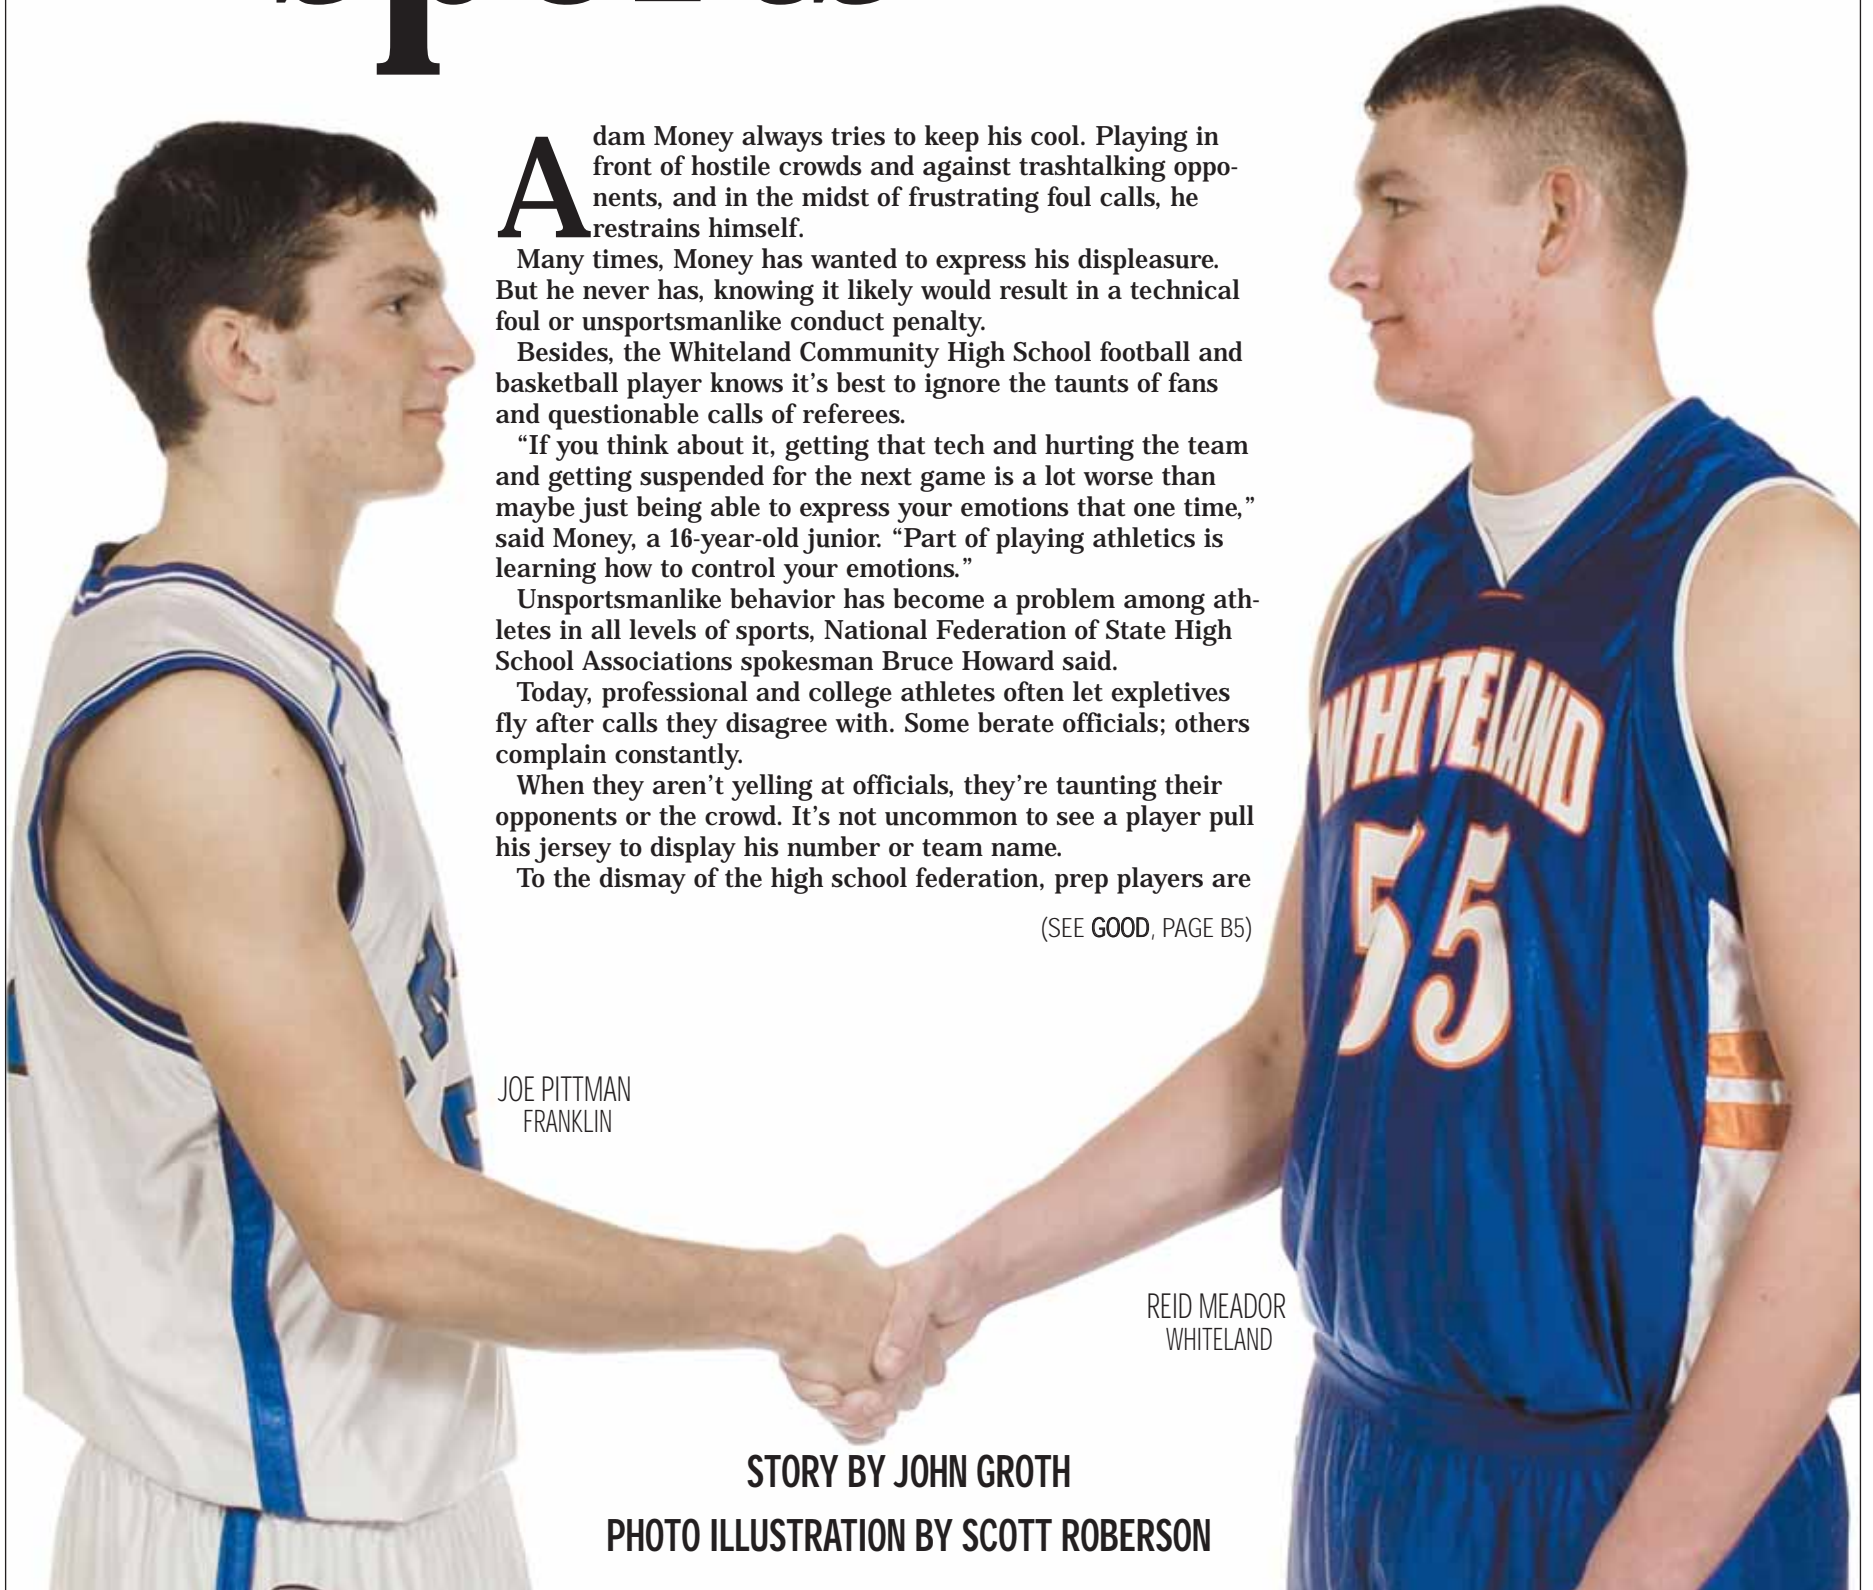 Adam Money always tries to keep his cool. Playing in
front of hostile crowds and against trashtalking oppo-
nents, and in the midst of frustrating foul calls, he
restrains himself.
Many times, Money has wanted to express his displeasure.
But he never has, knowing it likely would result in a technical
foul or unsportsmanlike conduct penalty.
Besides, the Whiteland Community High School football and
basketball player knows it's best to ignore the taunts of fans
and questionable calls of referees.
“If you think about it, getting that tech and hurting the team
and getting suspended for the next game is a lot worse than
maybe just being able to express your emotions that one time,”
said Money, a 16-year-old junior. “Part of playing athletics is
learning how to control your emotions.”
Unsportsmanlike behavior has become a problem among ath-
letes in all levels of sports, National Federation of State High
School Associations spokesman Bruce Howard said.
Today, professional and college athletes often let expletives
fly after calls they disagree with. Some berate officials; others
complain constantly.
When they aren't yelling at officials, they're taunting their
opponents or the crowd. It's not uncommon to see a player pull
his jersey to display his number or team name.
To the dismay of the high school federation, prep players are
(SEE GOOD, PAGE B5)
WHITELAND
55
JOE PITTMAN
FRANKLIN
REID MEADOR
WHITELAND
STORY BY JOHN GROTH
PHOTO ILLUSTRATION BY SCOTT ROBERSON